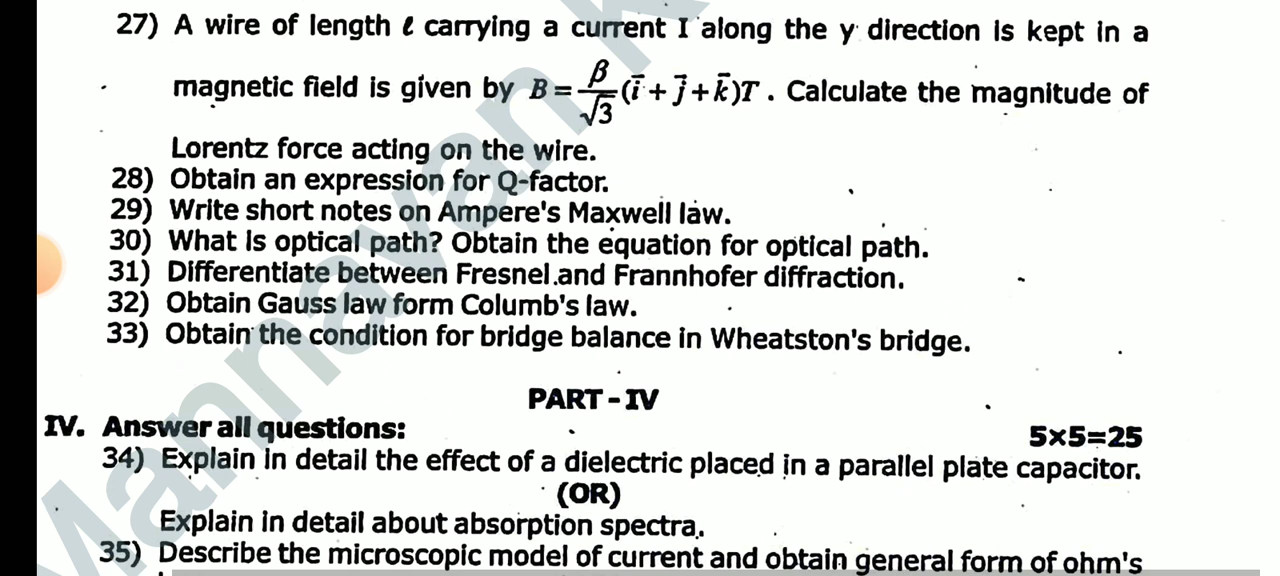 27) A wire of length ℓ carrying a current I along the y direction is kept in a
magnetic field is given by B = β/√3 (i̅ + j̅ + k̅)T . Calculate the magnitude of
Lorentz force acting on the wire.
28) Obtain an expression for Q-factor.
29) Write short notes on Ampere's Maxwell law.
30) What is optical path? Obtain the equation for optical path.
31) Differentiate between Fresnel and Frannhofer diffraction.
32) Obtain Gauss law form Columb's law.
33) Obtain the condition for bridge balance in Wheatston's bridge.
PART - IV
IV. Answer all questions: 5×5=25
34) Explain in detail the effect of a dielectric placed in a parallel plate capacitor.
(OR)
Explain in detail about absorption spectra.
35) Describe the microscopic model of current and obtain general form of ohm's